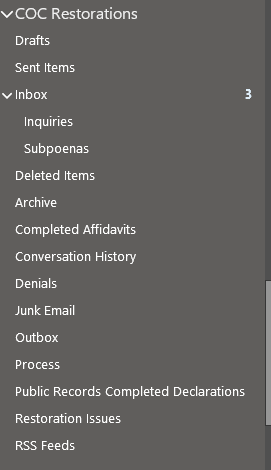 COC Restorations
Drafts
Sent Items
Inbox 3
Inquiries
Subpoenas
Deleted Items
Archive
Completed Affidavits
Conversation History
Denials
Junk Email
Outbox
Process
Public Records Completed Declarations
Restoration Issues
RSS Feeds